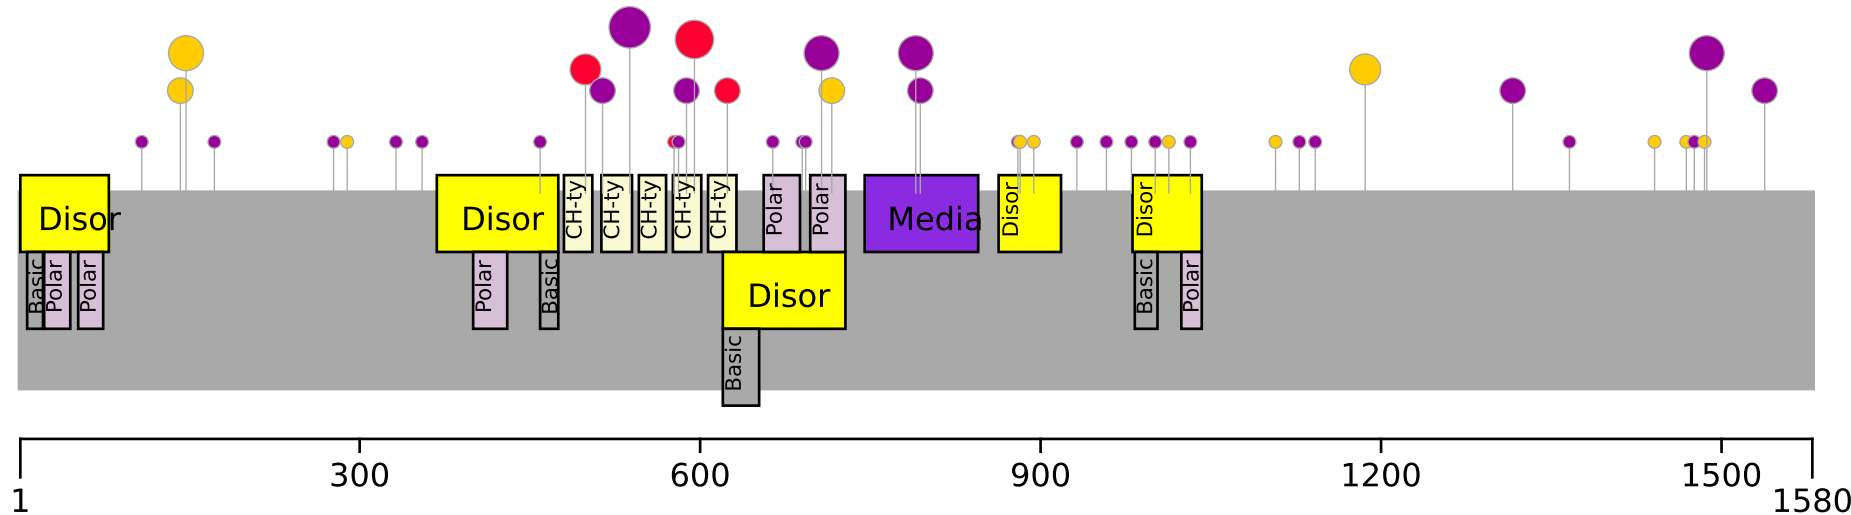 Disor
Disor
CH-ty
CH-ty
CH-ty
CH-ty
CH-ty
Polar
Polar
Media
Disor
Disor
Basic
Polar
Polar
Polar
Basic
Disor
Basic
Polar
Basic
300
600
900
1200
1500
1
1580